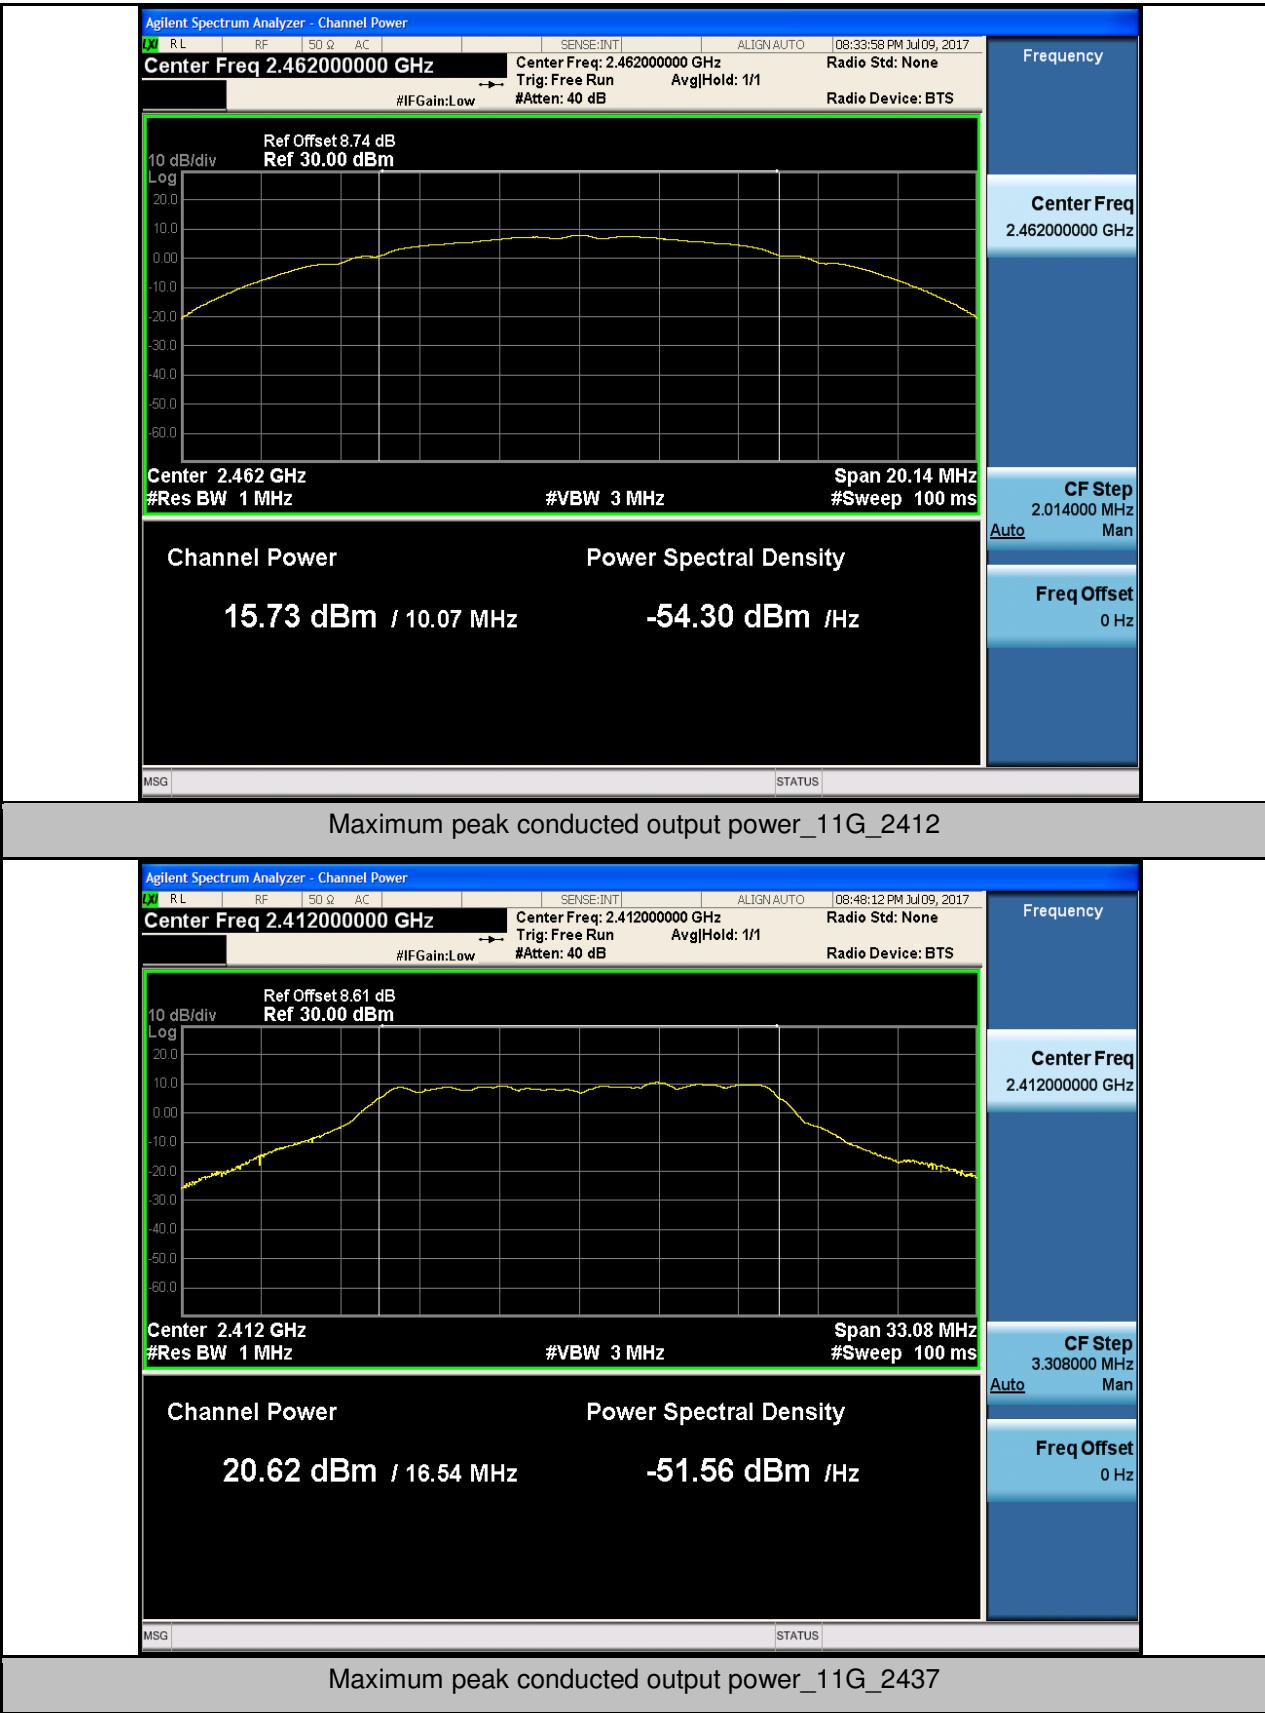 Agilent Spectrum Analyzer - Channel Power
LXI RL RF 50 Ω AC SENSE:INT ALIGN AUTO 08:33:58 PM Jul 09, 2017
Center Freq 2.462000000 GHz Center Freq: 2.462000000 GHz Radio Std: None Frequency
Trig: Free Run Avg|Hold: 1/1
#IFGain:Low #Atten: 40 dB Radio Device: BTS
Ref Offset 8.74 dB
10 dB/div Ref 30.00 dBm
Log
20.0
10.0
0.00
-10.0
-20.0
-30.0
-40.0
-50.0
-60.0
Center Freq
2.462000000 GHz
Center 2.462 GHz Span 20.14 MHz
#Res BW 1 MHz #VBW 3 MHz #Sweep 100 ms
CF Step
2.014000 MHz
Auto Man
Channel Power Power Spectral Density
15.73 dBm / 10.07 MHz -54.30 dBm /Hz
Freq Offset
0 Hz
MSG STATUS
Maximum peak conducted output power_11G_2412
Agilent Spectrum Analyzer - Channel Power
LXI RL RF 50 Ω AC SENSE:INT ALIGN AUTO 08:48:12 PM Jul 09, 2017
Center Freq 2.412000000 GHz Center Freq: 2.412000000 GHz Radio Std: None Frequency
Trig: Free Run Avg|Hold: 1/1
#IFGain:Low #Atten: 40 dB Radio Device: BTS
Ref Offset 8.61 dB
10 dB/div Ref 30.00 dBm
Log
20.0
10.0
0.00
-10.0
-20.0
-30.0
-40.0
-50.0
-60.0
Center Freq
2.412000000 GHz
Center 2.412 GHz Span 33.08 MHz
#Res BW 1 MHz #VBW 3 MHz #Sweep 100 ms
CF Step
3.308000 MHz
Auto Man
Channel Power Power Spectral Density
20.62 dBm / 16.54 MHz -51.56 dBm /Hz
Freq Offset
0 Hz
MSG STATUS
Maximum peak conducted output power_11G_2437